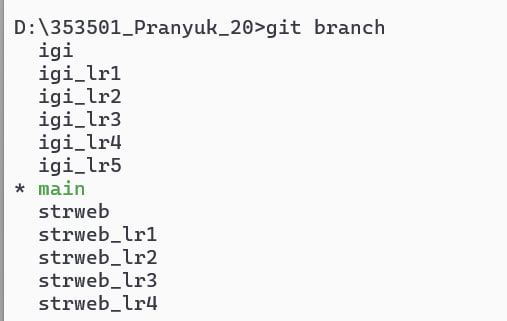 D:\353501_Pranyuk_20>git branch
  igi
  igi_lr1
  igi_lr2
  igi_lr3
  igi_lr4
  igi_lr5
* main
  strweb
  strweb_lr1
  strweb_lr2
  strweb_lr3
  strweb_lr4